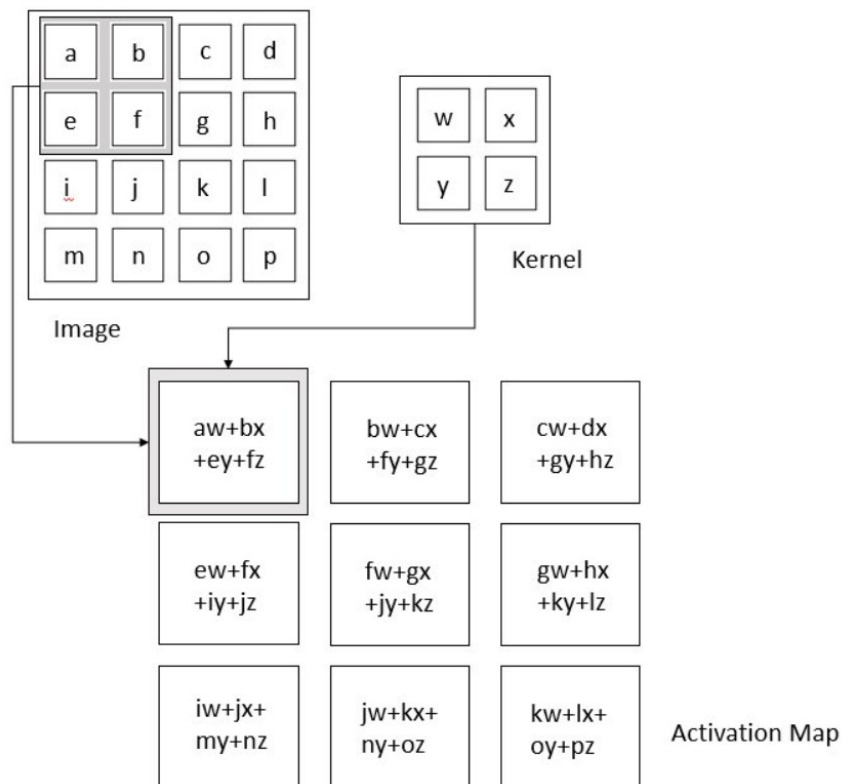 a b c d
e f g h
i j k l
m n o p
Image
w x
y z
Kernel
aw+bx
+ey+fz
bw+cx
+fy+gz
cw+dx
+gy+hz
ew+fx
+iy+jz
fw+gx
+jy+kz
gw+hx
+ky+lz
iw+jx+
my+nz
jw+kx+
ny+oz
kw+lx+
oy+pz
Activation Map